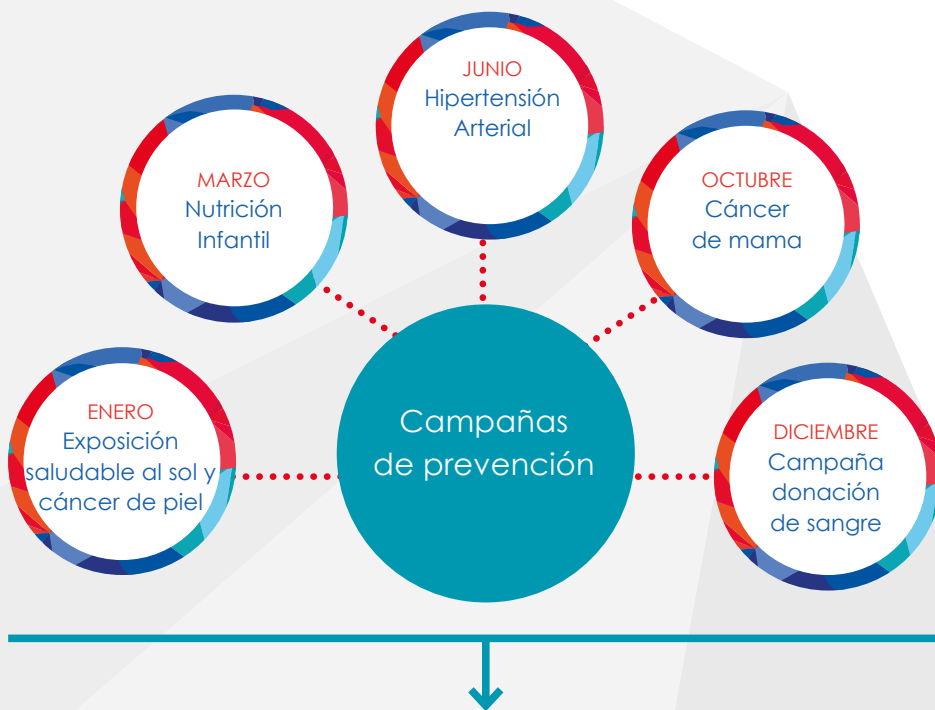 ENERO
Exposición
saludable al sol y
cáncer de piel
MARZO
Nutrición
Infantil
JUNIO
Hipertensión
Arterial
OCTUBRE
Cáncer
de mama
DICIEMBRE
Campaña
donación
de sangre
Campañas
de prevención